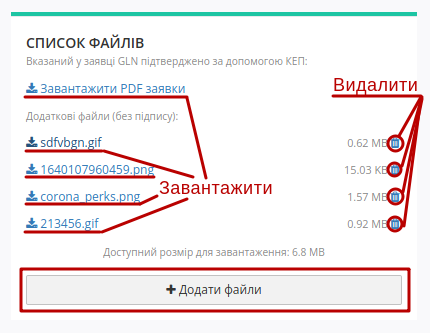 СПИСОК ФАЙЛІВ
Вказаний у заявці GLN підтверджено за допомогою КЕП:
Видалити
Завантажити PDF заявки
Додаткові файли (без підпису):
sdfvbgn.gif 0.62 MB
1640107960459.png 15.03 KB
Завантажити
corona_perks.png 1.57 MB
213456.gif 0.92 MB
Доступний розмір для завантаження: 6.8 MB
+ Додати файли